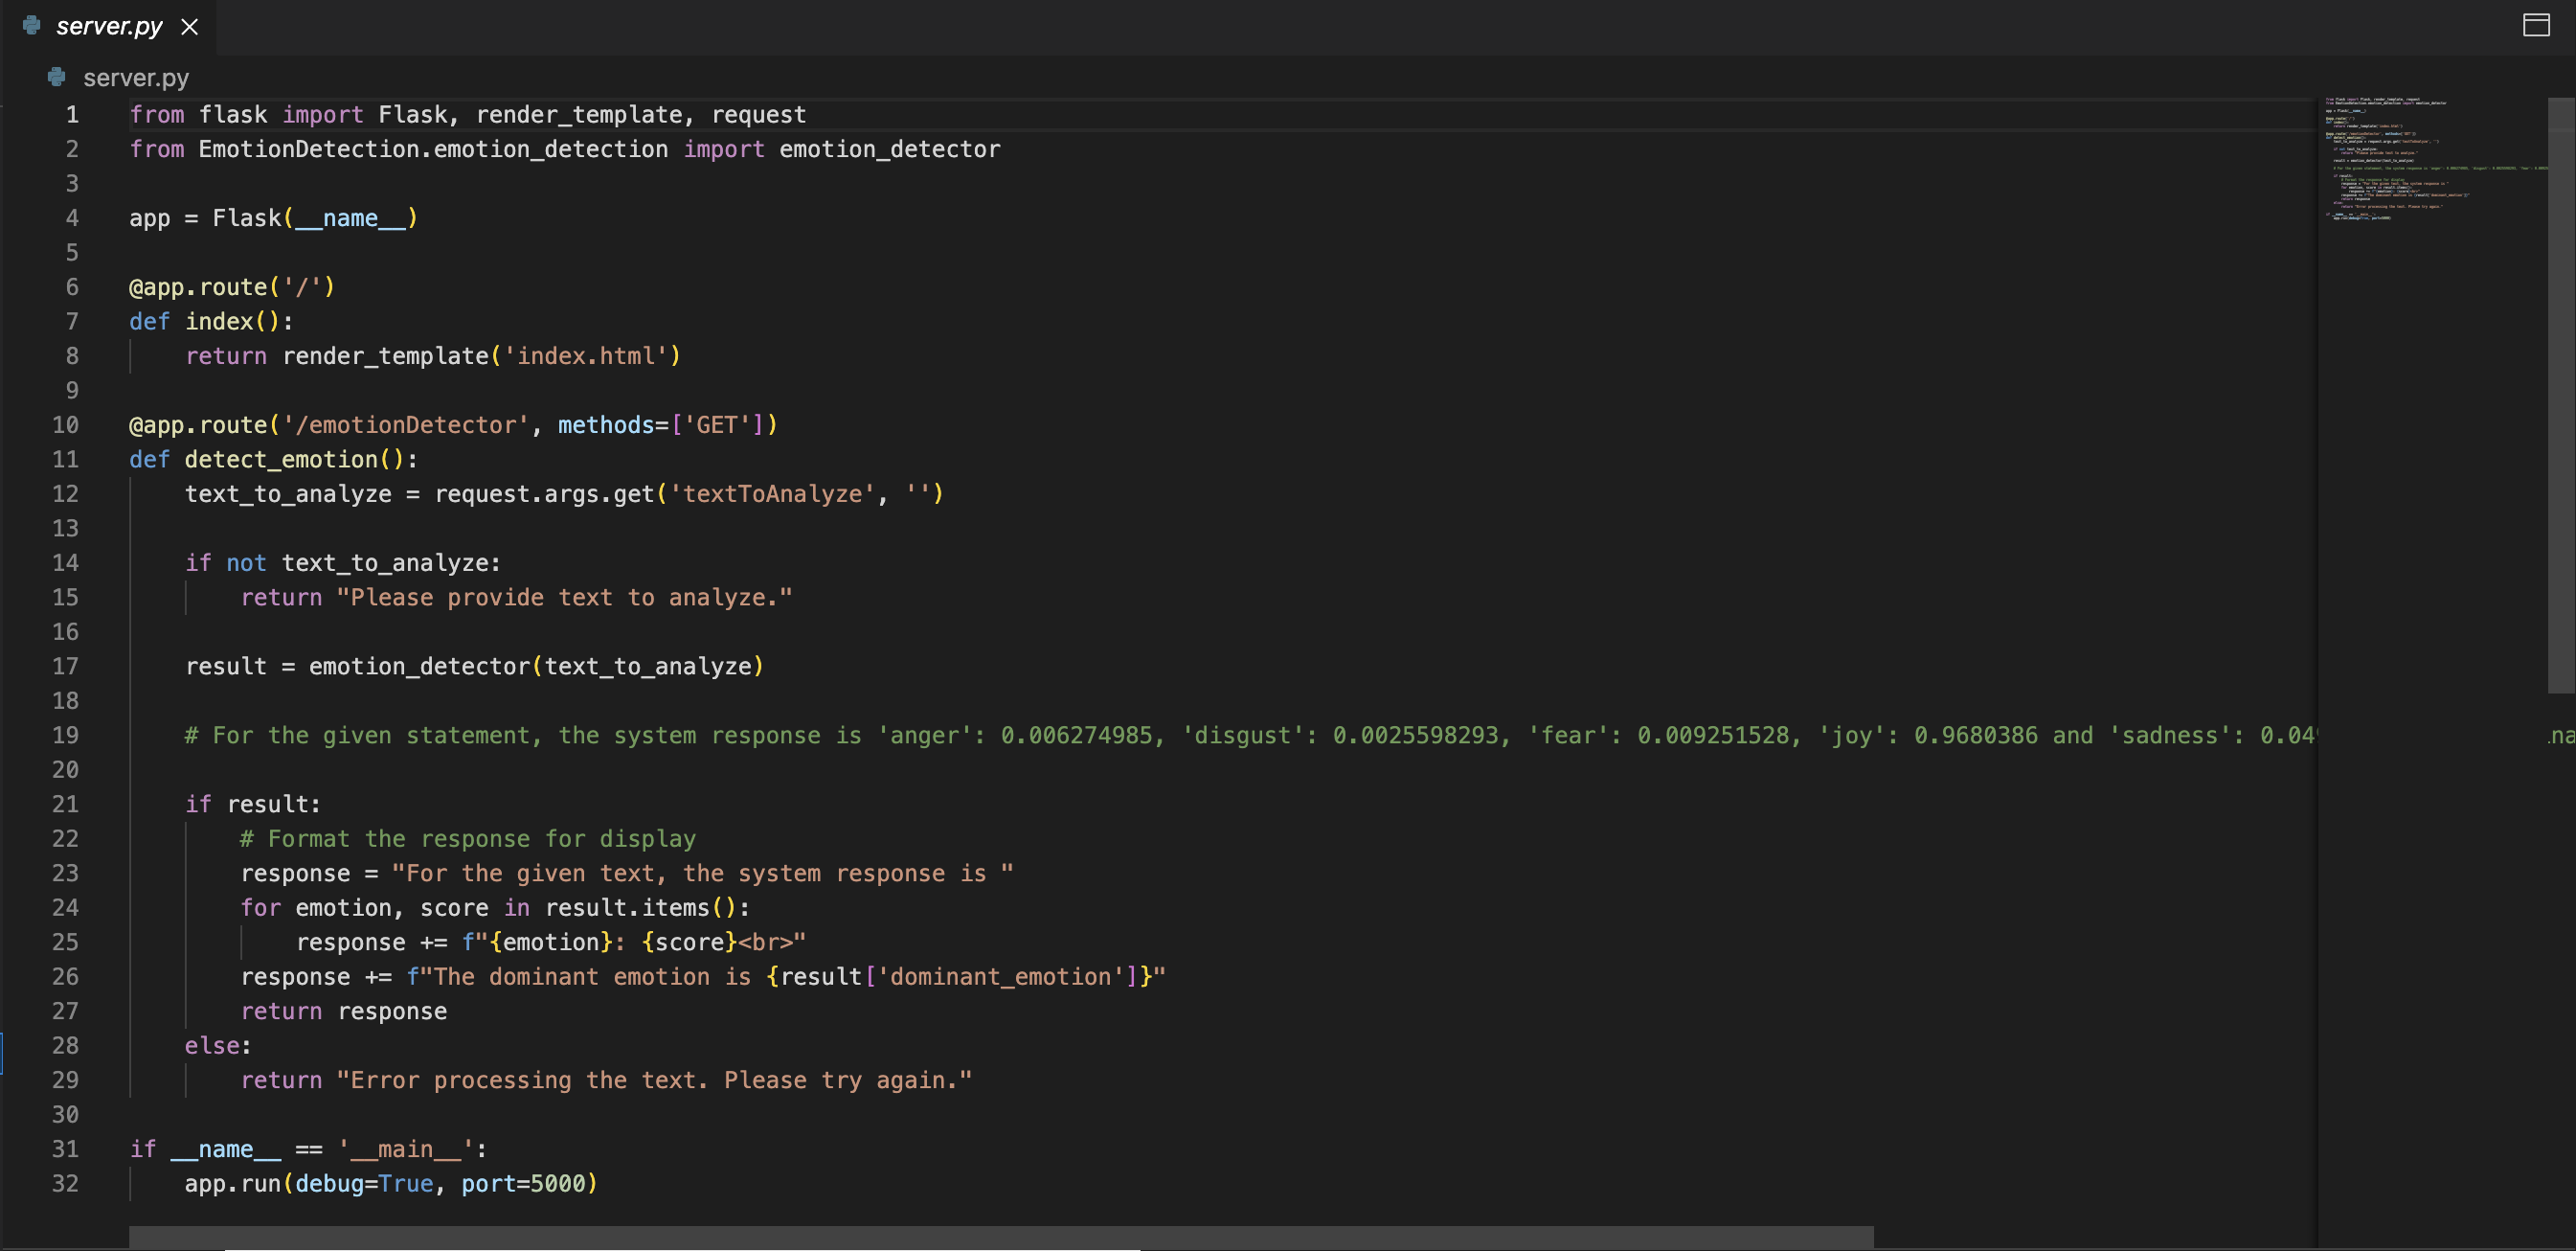 server.py
server.py
1 from flask import Flask, render_template, request
2 from EmotionDetection.emotion_detection import emotion_detector
3
4 app = Flask(__name__)
5
6 @app.route('/')
7 def index():
8     return render_template('index.html')
9
10 @app.route('/emotionDetector', methods=['GET'])
11 def detect_emotion():
12     text_to_analyze = request.args.get('textToAnalyze', '')
13
14     if not text_to_analyze:
15         return "Please provide text to analyze."
16
17     result = emotion_detector(text_to_analyze)
18
19     # For the given statement, the system response is 'anger': 0.006274985, 'disgust': 0.0025598293, 'fear': 0.009251528, 'joy': 0.9680386 and 'sadness':
20
21     if result:
22         # Format the response for display
23         response = "For the given text, the system response is "
24         for emotion, score in result.items():
25             response += f"{emotion}: {score}<br>"
26         response += f"The dominant emotion is {result['dominant_emotion']}"
27         return response
28     else:
29         return "Error processing the text. Please try again."
30
31 if __name__ == '__main__':
32     app.run(debug=True, port=5000)